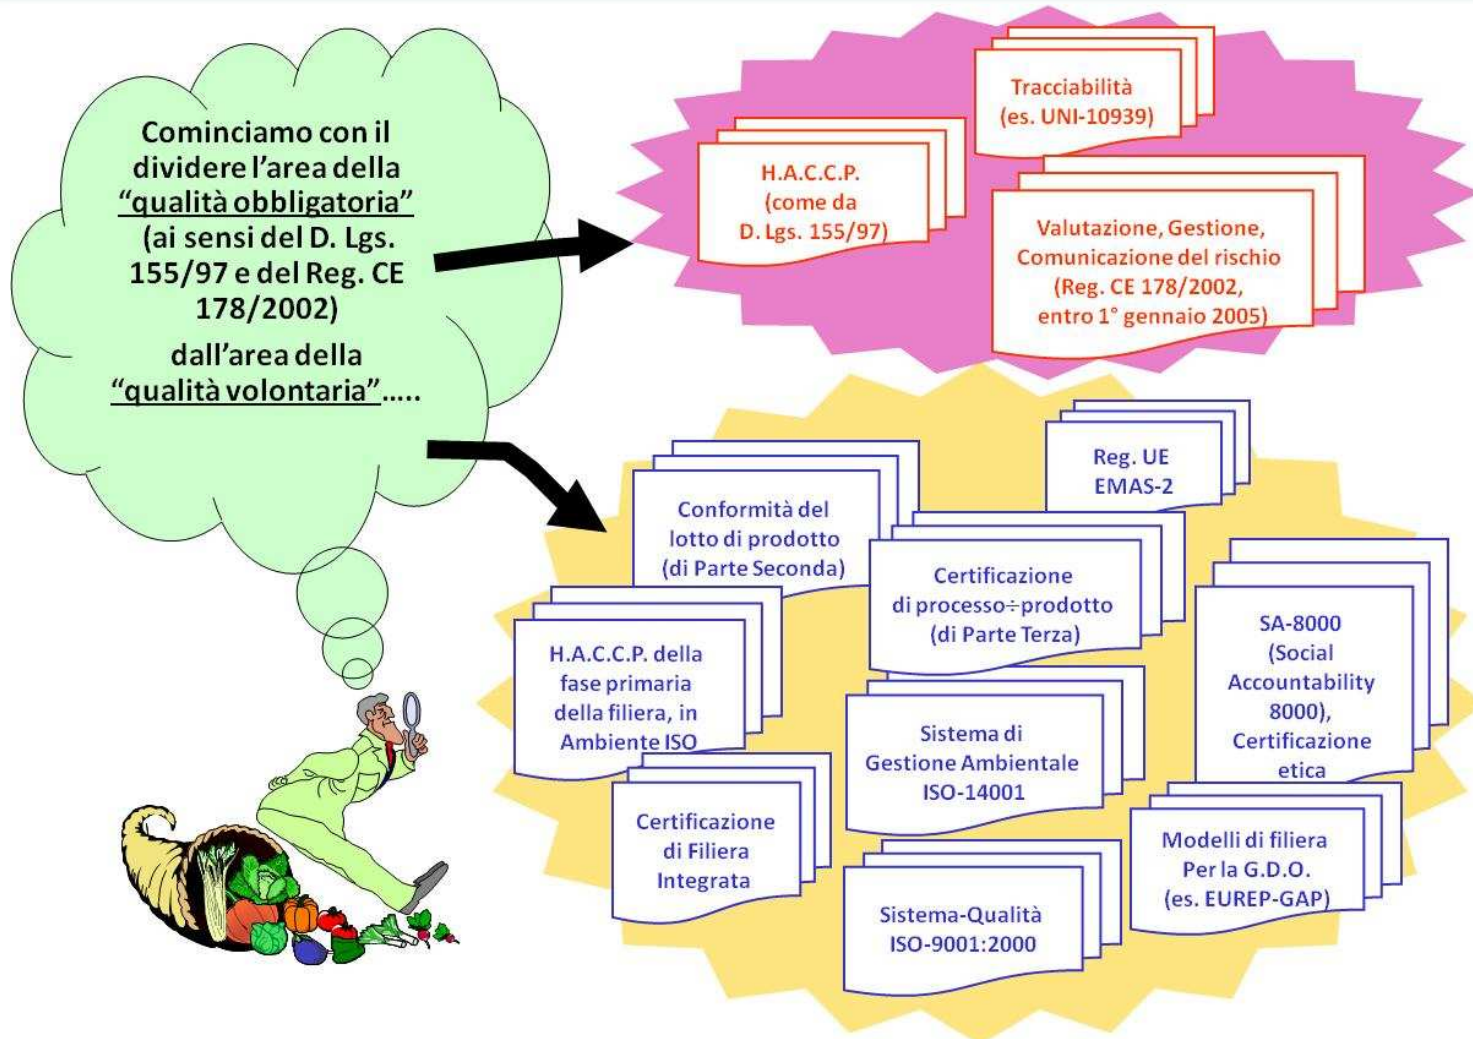 Cominciamo con il
dividere l'area della
“qualità obbligatoria”
(ai sensi del D. Lgs.
155/97 e del Reg. CE
178/2002)
dall'area della
“qualità volontaria”.....
Tracciabilità
(es. UNI-10939)
H.A.C.C.P.
(come da
D. Lgs. 155/97)
Valutazione, Gestione,
Comunicazione del rischio
(Reg. CE 178/2002,
entro 1° gennaio 2005)
Reg. UE
EMAS-2
Conformità del
lotto di prodotto
(di Parte Seconda)
Certificazione
di processo÷prodotto
(di Parte Terza)
SA-8000
(Social
Accountability
8000),
Certificazione
etica
H.A.C.C.P. della
fase primaria
della filiera, in
Ambiente ISO
Sistema di
Gestione Ambientale
ISO-14001
Certificazione
di Filiera
Integrata
Modelli di filiera
Per la G.D.O.
(es. EUREP-GAP)
Sistema-Qualità
ISO-9001:2000